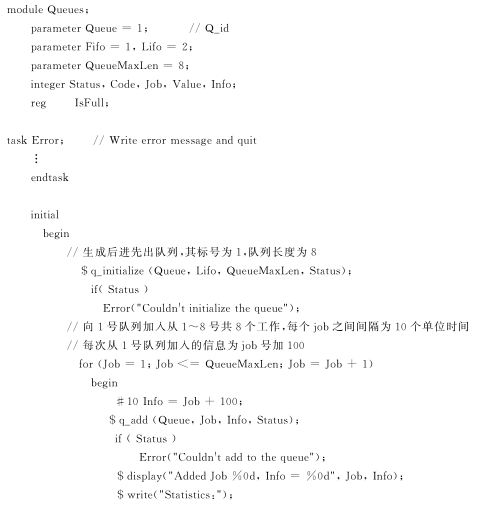 module Queues;
parameter Queue = 1;    // Q_id
parameter Fifo = 1, Lifo = 2;
parameter QueueMaxLen = 8;
integer Status, Code, Job, Value, Info;
reg    IsFull;
task Error;    // Write error message and quit
⋮
endtask
initial
begin
// 生成后进先出队列,其标号为 1,队列长度为 8
$ q_initialize (Queue, Lifo, QueueMaxLen, Status);
if( Status )
Error("Couldn't initialize the queue");
// 向 1 号队列加入从 1～8 号共 8 个工作,每个 job 之间间隔为 10 个单位时间
// 每次从 1 号队列加入的信息为 job 号加 100
for (Job = 1; Job <= QueueMaxLen; Job = Job + 1)
begin
# 10 Info = Job + 100;
$ q_add (Queue, Job, Info, Status);
if ( Status )
Error("Couldn't add to the queue");
$ display("Added Job %0d, Info = %0d", Job, Info);
$ write("Statistics:");